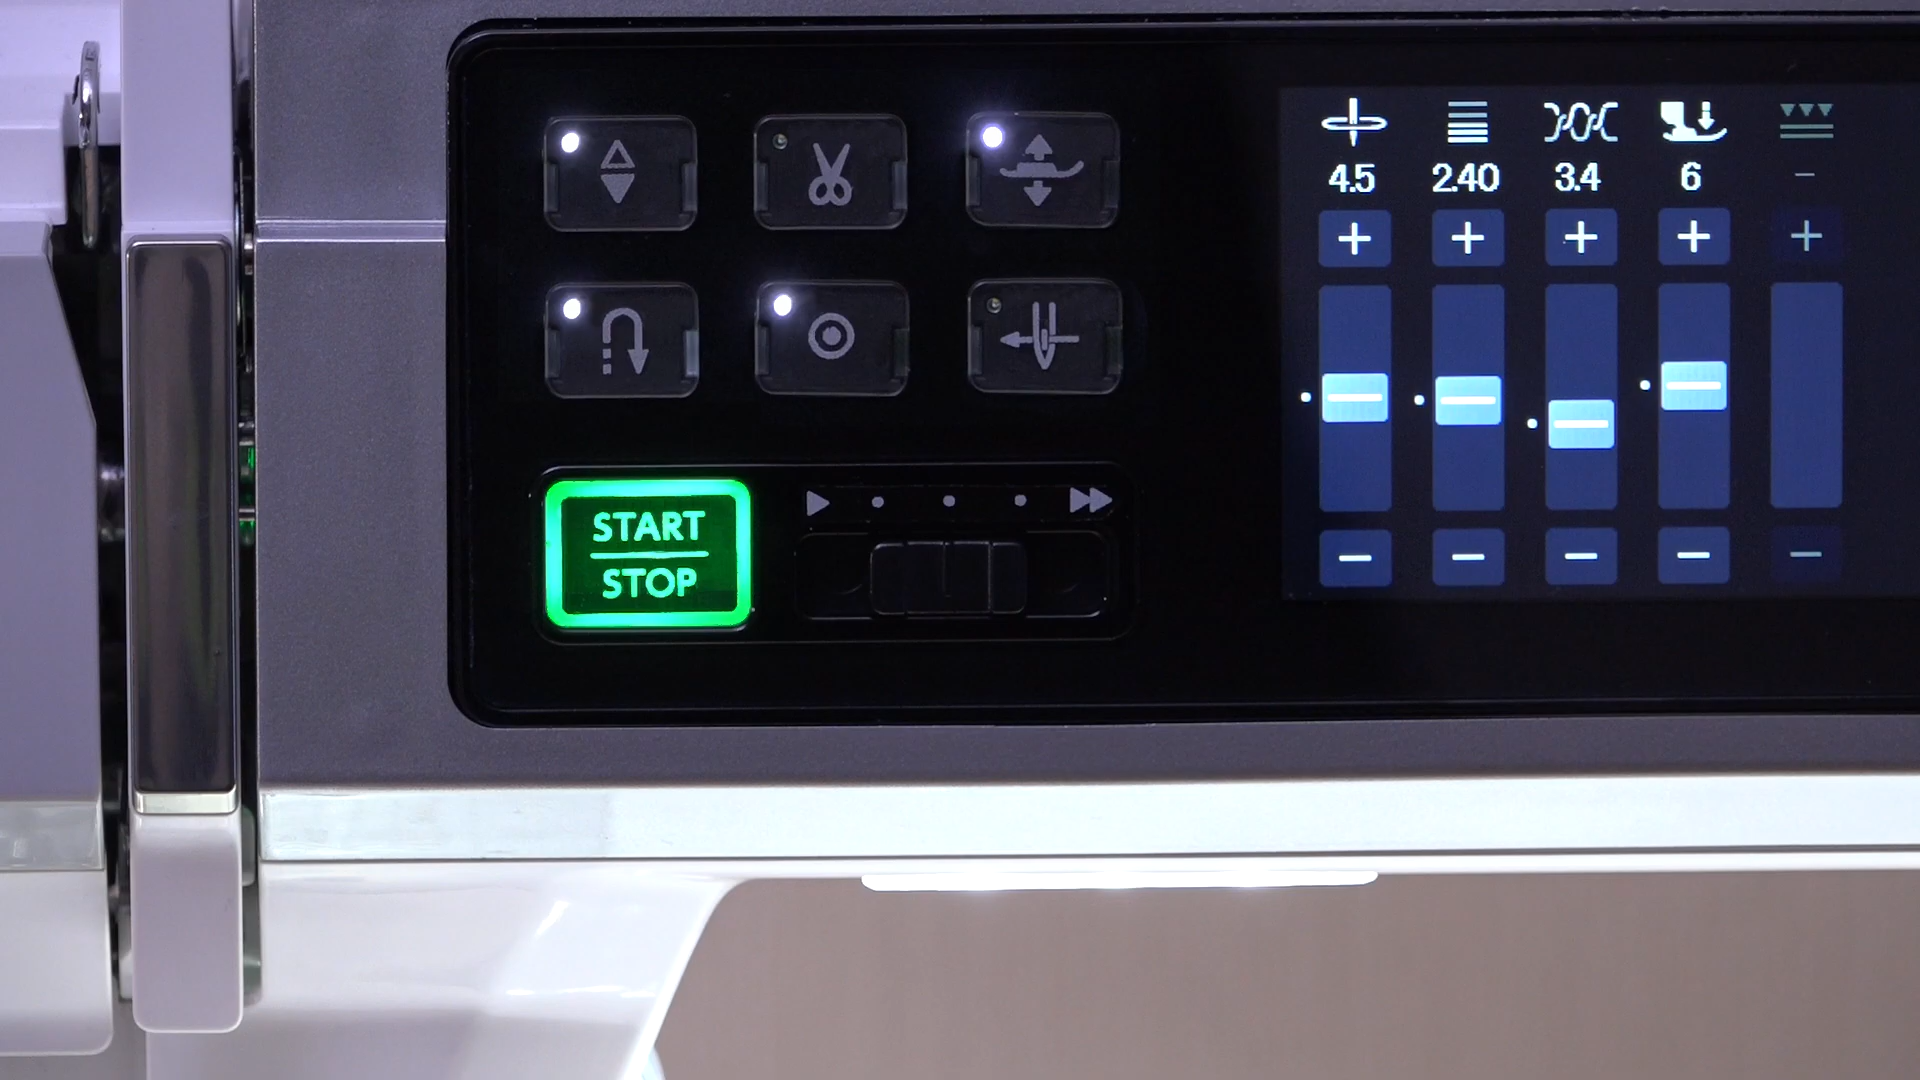 4.5 2.40 3.4 6 –
+ + + + +
START
STOP
– – – – –